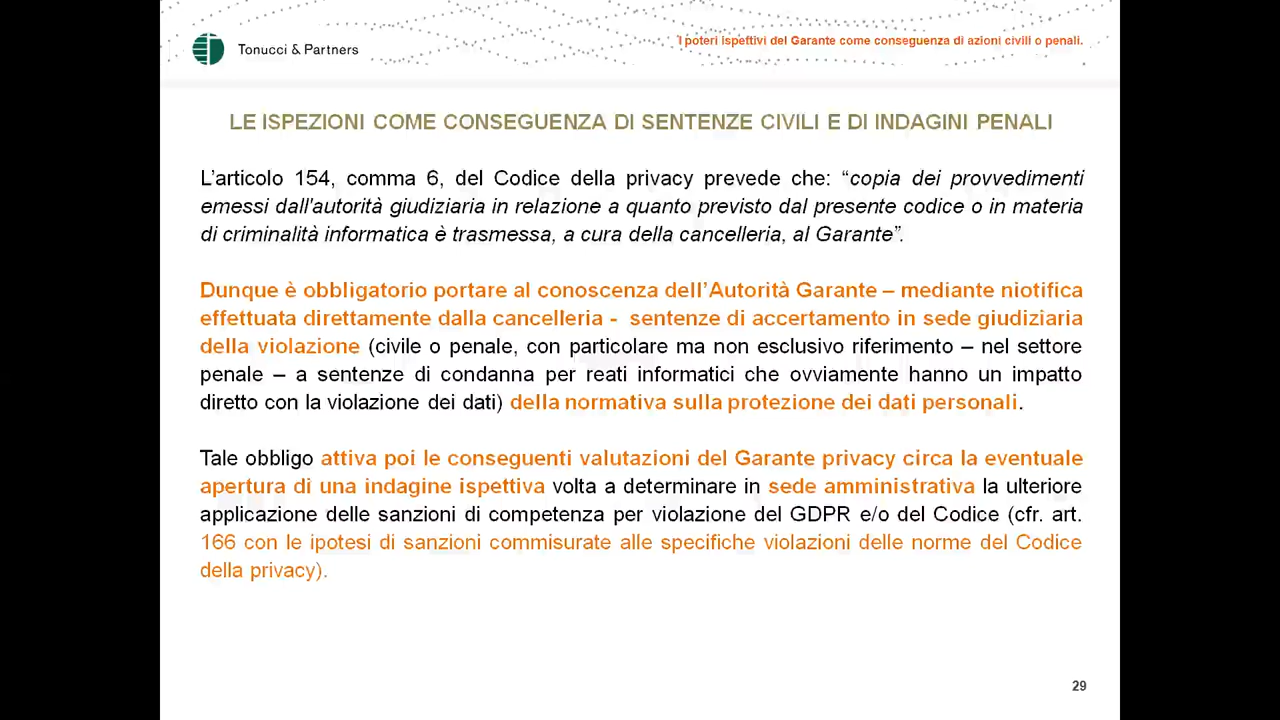 Tonucci & Partners
I poteri ispettivi del Garante come conseguenza di azioni civili o penali.
LE ISPEZIONI COME CONSEGUENZA DI SENTENZE CIVILI E DI INDAGINI PENALI
L’articolo 154, comma 6, del Codice della privacy prevede che: “copia dei provvedimenti
emessi dall'autorità giudiziaria in relazione a quanto previsto dal presente codice o in materia
di criminalità informatica è trasmessa, a cura della cancelleria, al Garante”.
Dunque è obbligatorio portare al conoscenza dell’Autorità Garante – mediante niotifica
effettuata direttamente dalla cancelleria - sentenze di accertamento in sede giudiziaria
della violazione (civile o penale, con particolare ma non esclusivo riferimento – nel settore
penale – a sentenze di condanna per reati informatici che ovviamente hanno un impatto
diretto con la violazione dei dati) della normativa sulla protezione dei dati personali.
Tale obbligo attiva poi le conseguenti valutazioni del Garante privacy circa la eventuale
apertura di una indagine ispettiva volta a determinare in sede amministrativa la ulteriore
applicazione delle sanzioni di competenza per violazione del GDPR e/o del Codice (cfr. art.
166 con le ipotesi di sanzioni commisurate alle specifiche violazioni delle norme del Codice
della privacy).
29